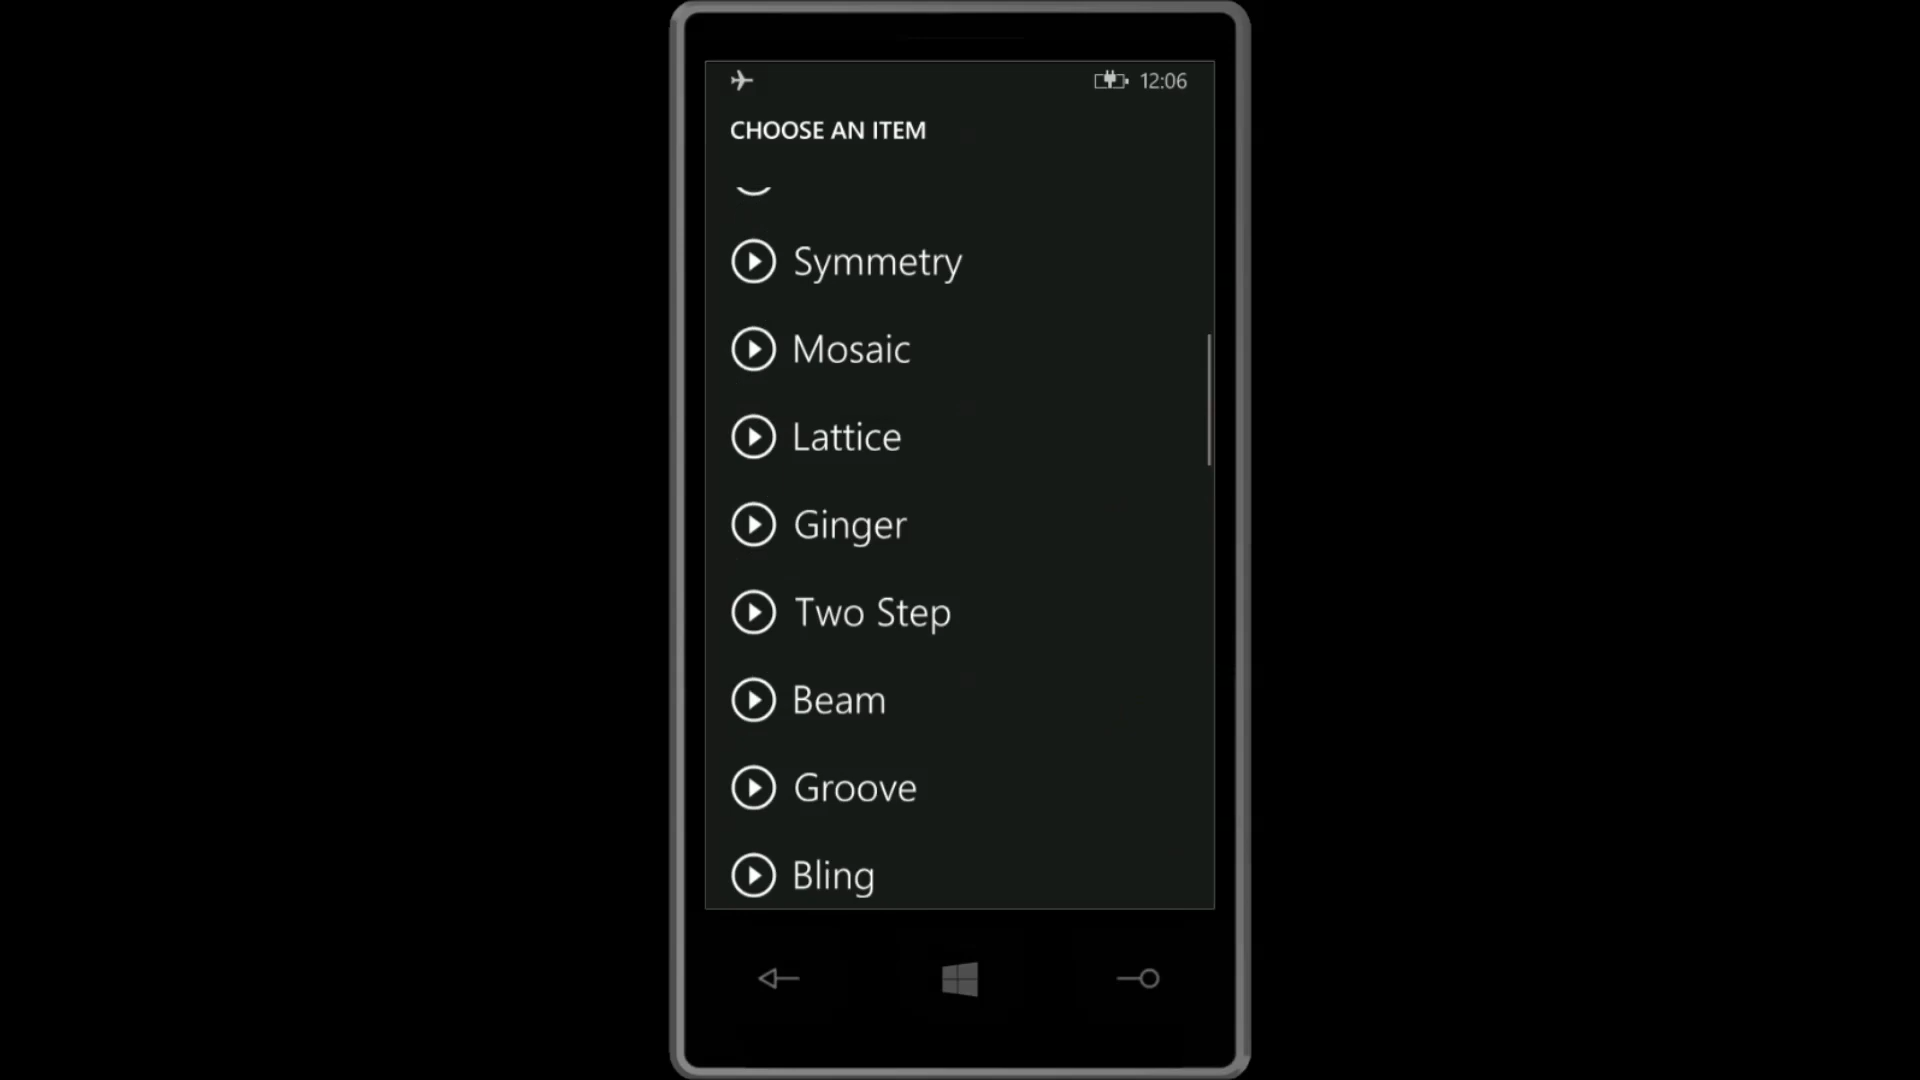 12:06
CHOOSE AN ITEM
Symmetry
Mosaic
Lattice
Ginger
Two Step
Beam
Groove
Bling